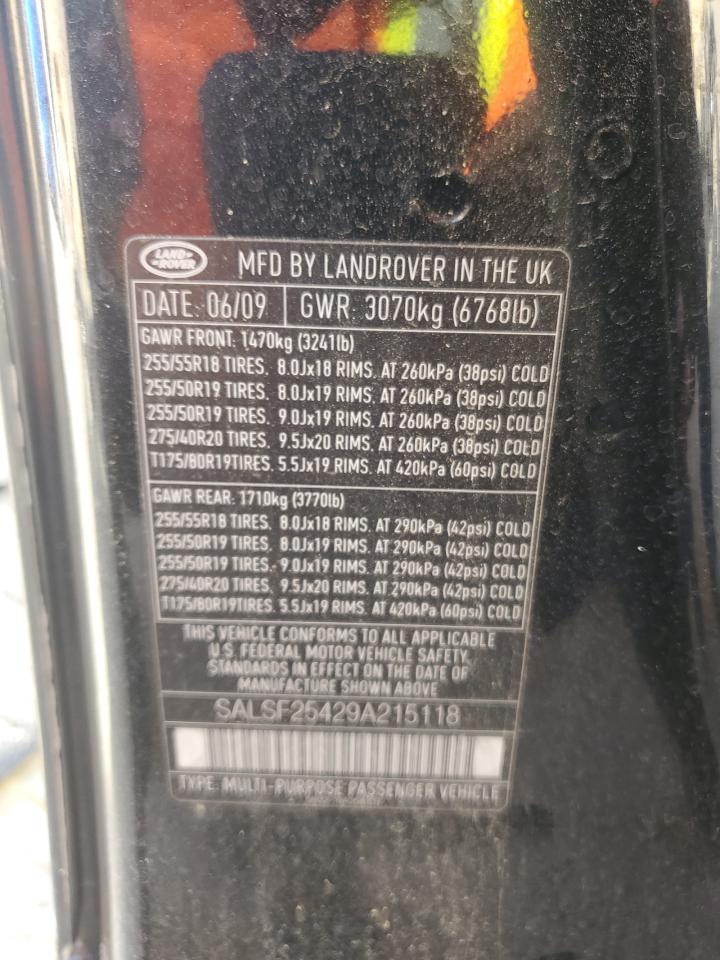 LAND ROVER
MFD BY LANDROVER IN THE UK
DATE: 06/09 GWR: 3070kg (6768lb)
GAWR FRONT: 1470kg (3241lb)
255/55R18 TIRES. 8.0Jx18 RIMS. AT 260kPa (38psi) COLD
255/50R19 TIRES. 8.0Jx19 RIMS. AT 260kPa (38psi) COLD
255/50R19 TIRES. 9.0Jx19 RIMS. AT 260kPa (38psi) COLD
275/40R20 TIRES. 9.5Jx20 RIMS. AT 260kPa (38psi) COLD
T175/80R19TIRES. 5.5Jx19 RIMS. AT 420kPa (60psi) COLD
GAWR REAR: 1710kg (3770lb)
255/55R18 TIRES. 8.0Jx18 RIMS. AT 290kPa (42psi) COLD
255/50R19 TIRES. 8.0Jx19 RIMS. AT 290kPa (42psi) COLD
255/50R19 TIRES. 9.0Jx19 RIMS. AT 290kPa (42psi) COLD
275/40R20 TIRES. 9.5Jx20 RIMS. AT 290kPa (42psi) COLD
T175/80R19TIRES. 5.5Jx19 RIMS. AT 420kPa (60psi) COLD
THIS VEHICLE CONFORMS TO ALL APPLICABLE
U.S. FEDERAL MOTOR VEHICLE SAFETY
STANDARDS IN EFFECT ON THE DATE OF
MANUFACTURE SHOWN ABOVE
SALSF25429A215118
TYPE: MULTI-PURPOSE PASSENGER VEHICLE